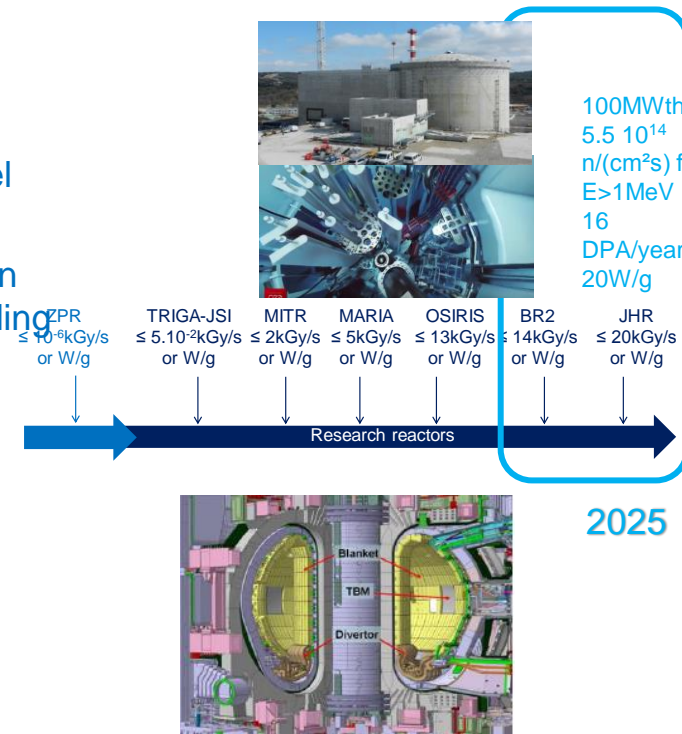 100MWth
5.5 10¹⁴
n/(cm²s) f
E>1MeV
16
DPA/year
20W/g
el
n
ling
ZPR
≤ 10⁻⁶kGy/s
or W/g
TRIGA-JSI
≤ 5.10⁻²kGy/s
or W/g
MITR
≤ 2kGy/s
or W/g
MARIA
≤ 5kGy/s
or W/g
OSIRIS
≤ 13kGy/s
or W/g
BR2
≤ 14kGy/s
or W/g
JHR
≤ 20kGy/s
or W/g
Research reactors
2025
Blanket
TBM
Divertor